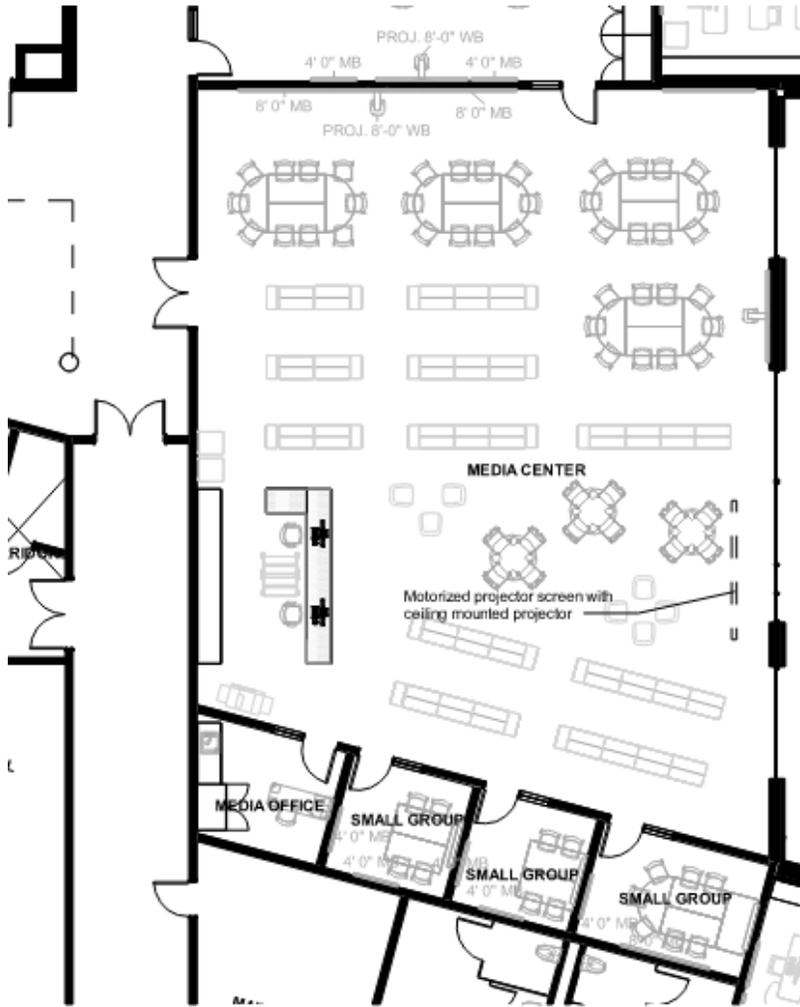 PROJ. 8'-0" WB
4' 0" MB
4' 0" MB
8' 0" MB
8' 0" MB
PROJ. 8'-0" WB
MEDIA CENTER
Motorized projector screen with
ceiling mounted projector
MEDIA OFFICE
SMALL GROUP
4' 0" MB
4' 0" MB
SMALL GROUP
4' 0"
SMALL GROUP
4' 0" MB
8' 0" MB